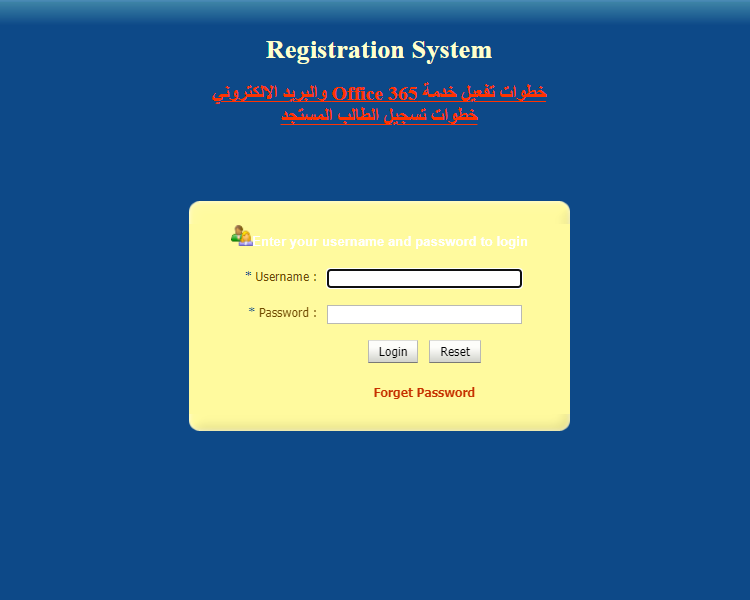 Registration System
خطوات تفعيل خدمة Office 365 والبريد الالكتروني
خطوات تسجيل الطالب المستجد
Enter your username and password to login
* Username :
* Password :
Login Reset
Forget Password